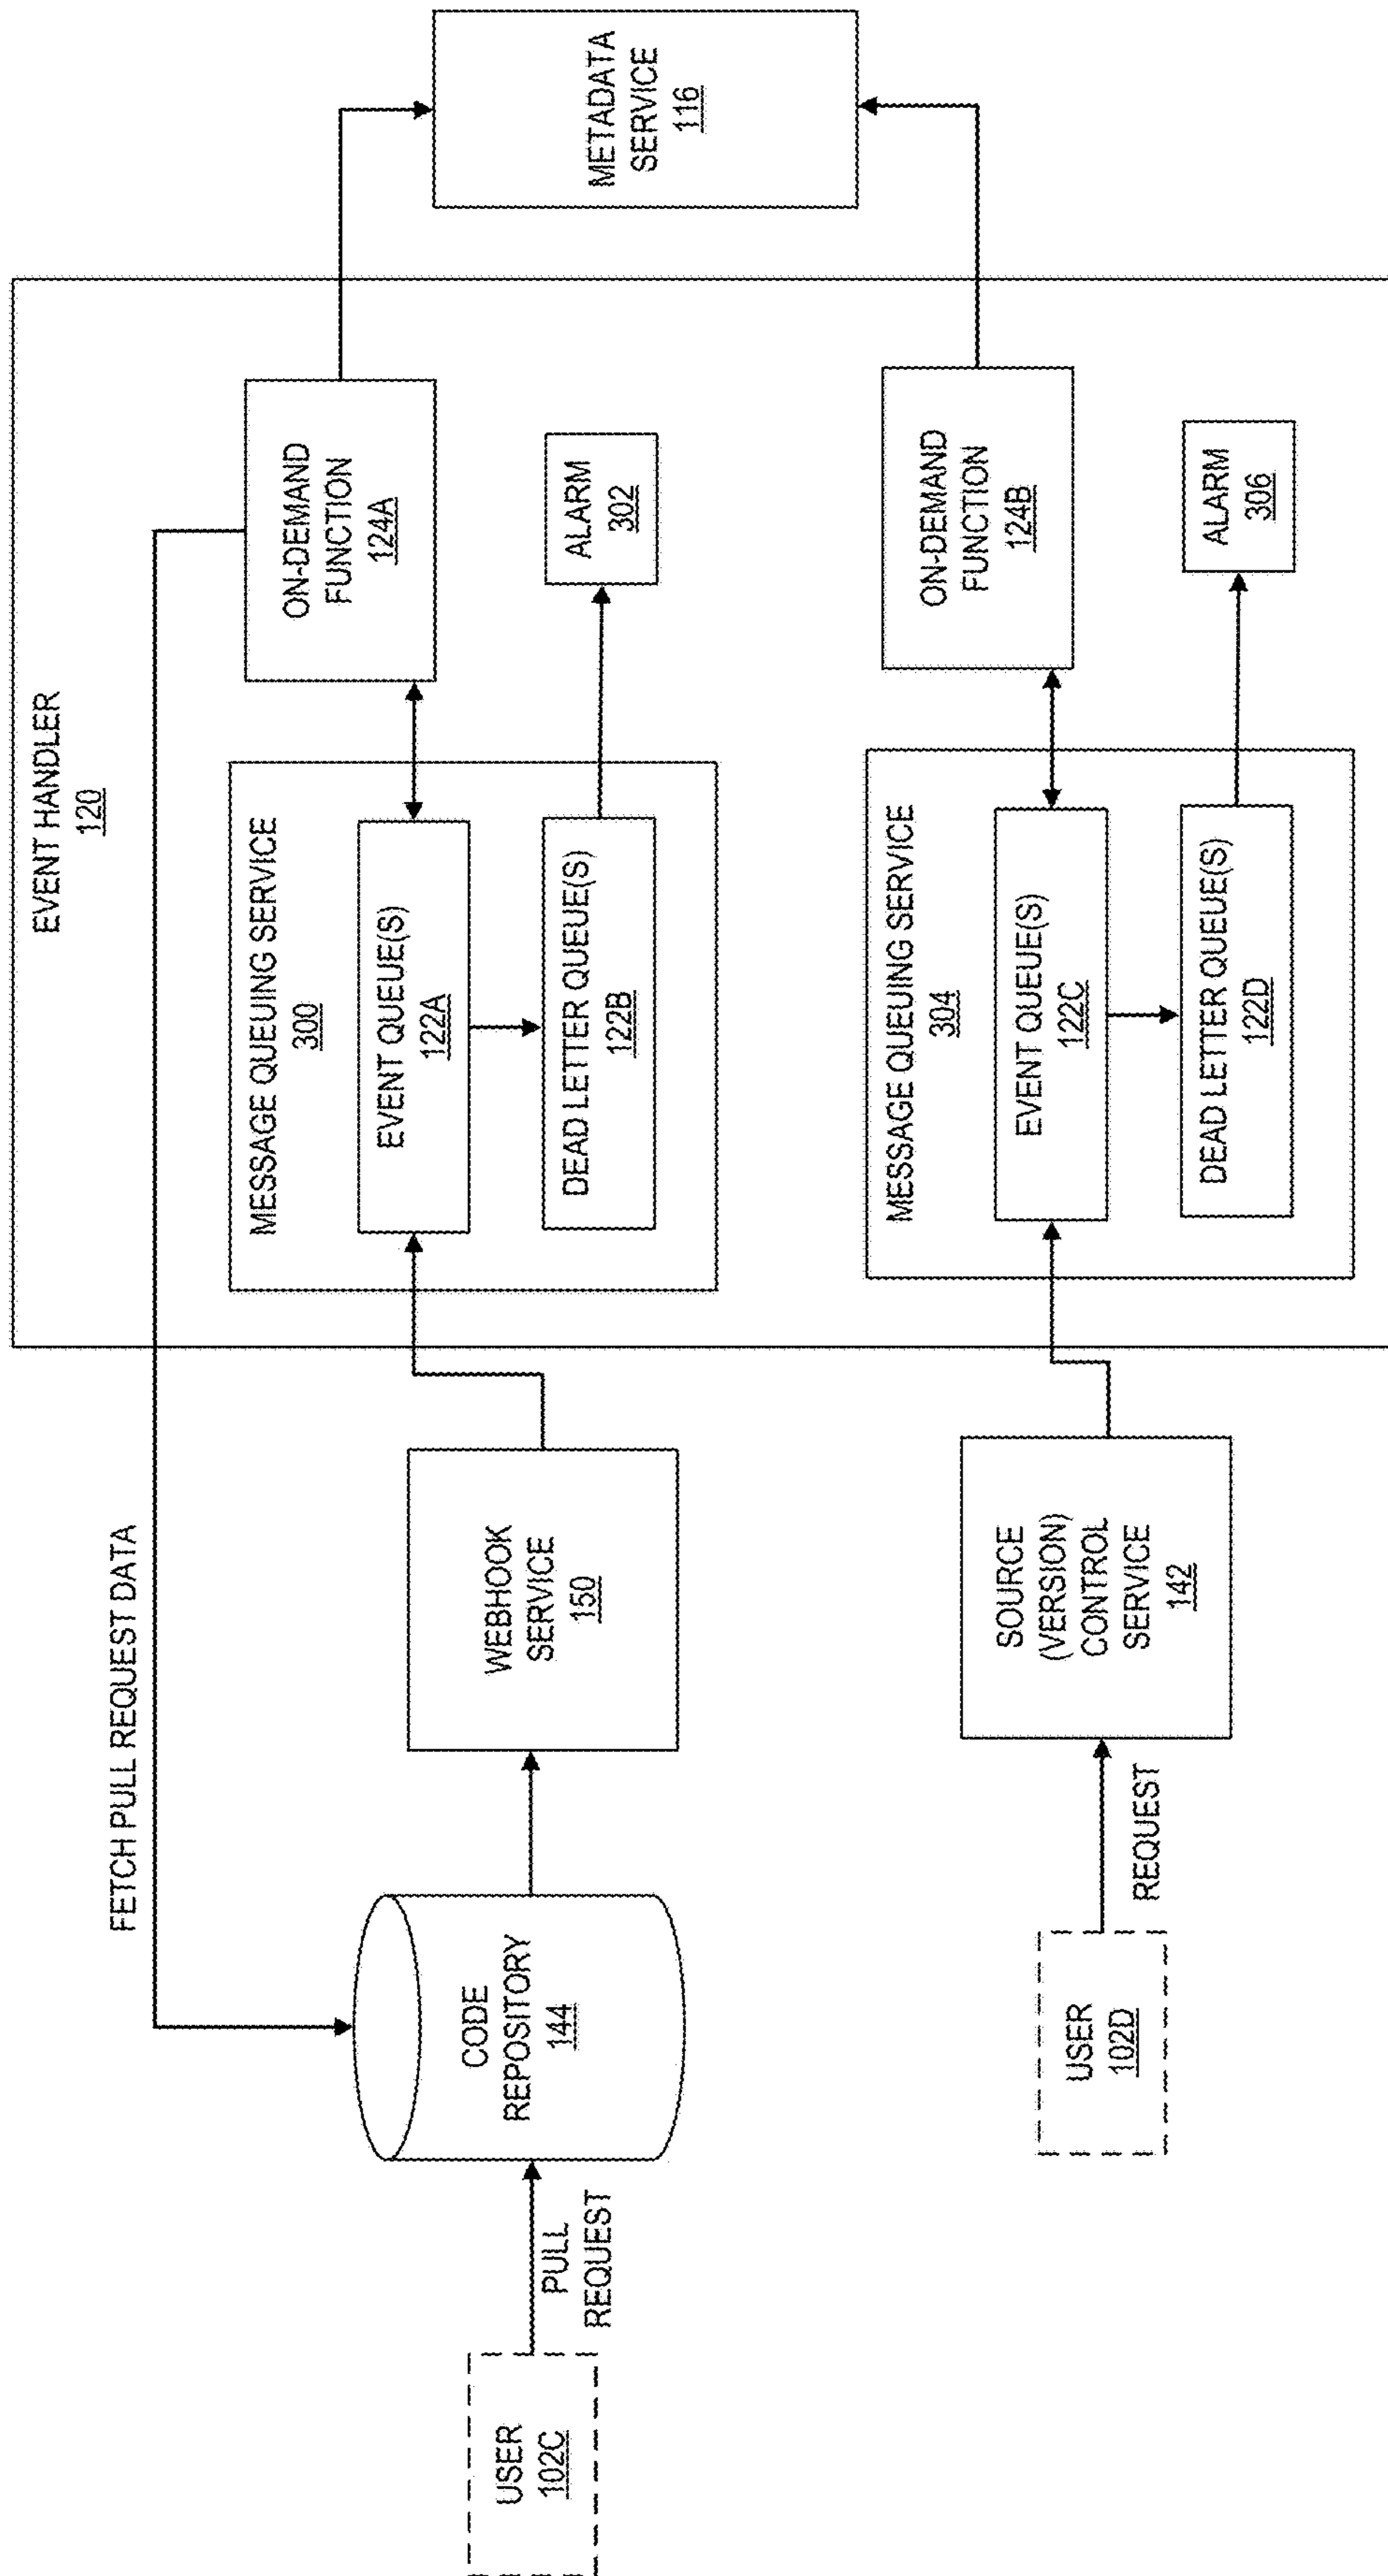 EVENT HANDLER
120
FETCH PULL REQUEST DATA
USER
102C
PULL
REQUEST
CODE
REPOSITORY
144
WEBHOOK
SERVICE
150
MESSAGE QUEUING SERVICE
300
EVENT QUEUE(S)
122A
DEAD LETTER QUEUE(S)
122B
ON-DEMAND
FUNCTION
124A
ALARM
302
METADATA
SERVICE
116
USER
102D
REQUEST
SOURCE
(VERSION)
CONTROL
SERVICE
142
MESSAGE QUEUING SERVICE
304
EVENT QUEUE(S)
122C
DEAD LETTER QUEUE(S)
122D
ON-DEMAND
FUNCTION
124B
ALARM
306